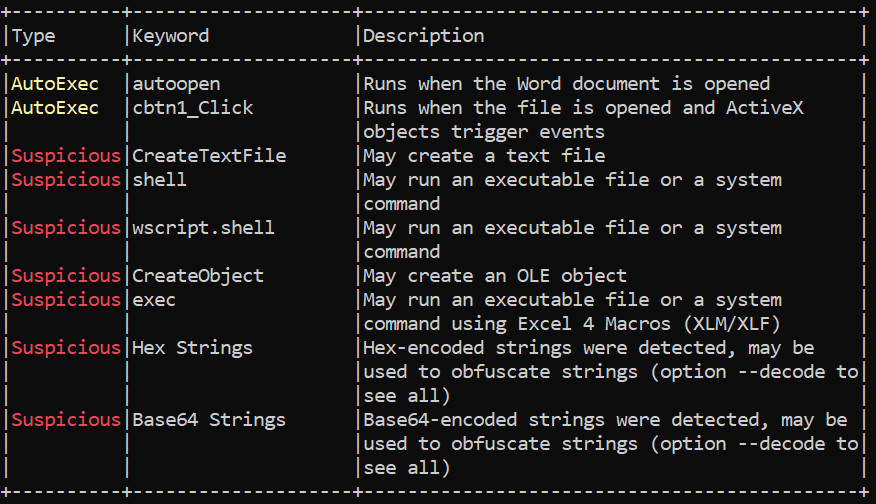 +----------+--------------------+---------------------------------------------+
|Type      |Keyword             |Description                                  |
+----------+--------------------+---------------------------------------------+
|AutoExec  |autoopen            |Runs when the Word document is opened        |
|AutoExec  |cbtn1_Click         |Runs when the file is opened and ActiveX     |
|          |                    |objects trigger events                       |
|Suspicious|CreateTextFile      |May create a text file                       |
|Suspicious|shell               |May run an executable file or a system       |
|          |                    |command                                      |
|Suspicious|wscript.shell       |May run an executable file or a system       |
|          |                    |command                                      |
|Suspicious|CreateObject        |May create an OLE object                     |
|Suspicious|exec                |May run an executable file or a system       |
|          |                    |command using Excel 4 Macros (XLM/XLF)       |
|Suspicious|Hex Strings         |Hex-encoded strings were detected, may be    |
|          |                    |used to obfuscate strings (option --decode to|
|          |                    |see all)                                     |
|Suspicious|Base64 Strings      |Base64-encoded strings were detected, may be |
|          |                    |used to obfuscate strings (option --decode to|
|          |                    |see all)                                     |
+----------+--------------------+---------------------------------------------+